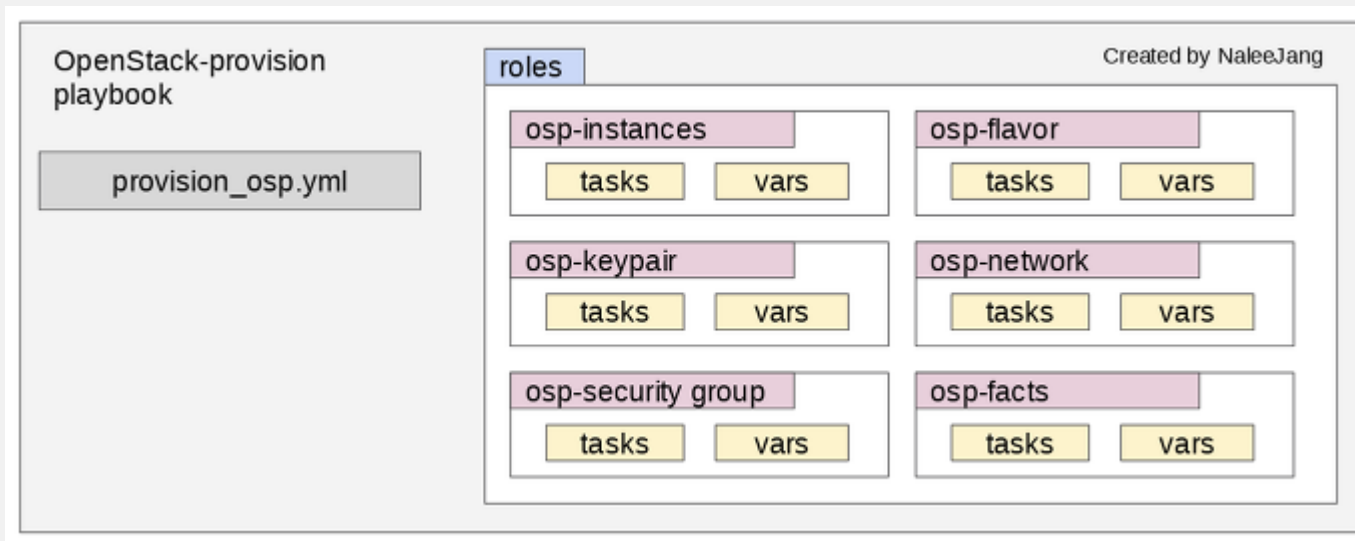 OpenStack-provision
playbook
provision_osp.yml
roles
Created by NaleeJang
osp-instances
tasks
vars
osp-flavor
tasks
vars
osp-keypair
tasks
vars
osp-network
tasks
vars
osp-security group
tasks
vars
osp-facts
tasks
vars